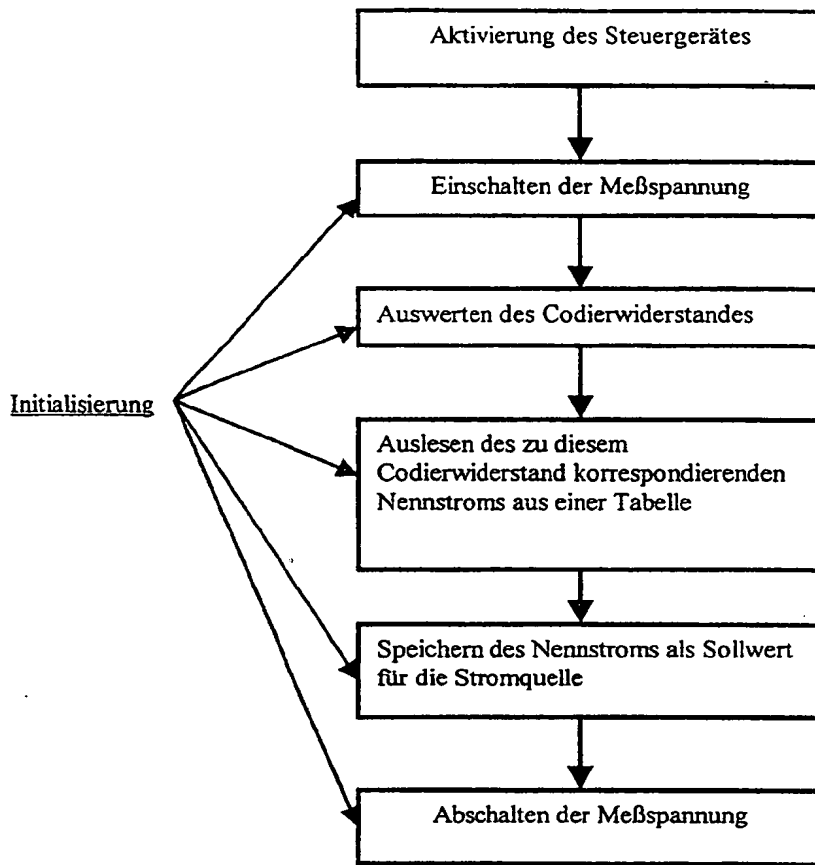 Aktivierung des Steuergerätes
Einschalten der Meßspannung
Auswerten des Codierwiderstandes
Initialisierung
Auslesen des zu diesem
Codierwiderstand korrespondierenden
Nennstroms aus einer Tabelle
Speichern des Nennstroms als Sollwert
für die Stromquelle
Abschalten der Meßspannung